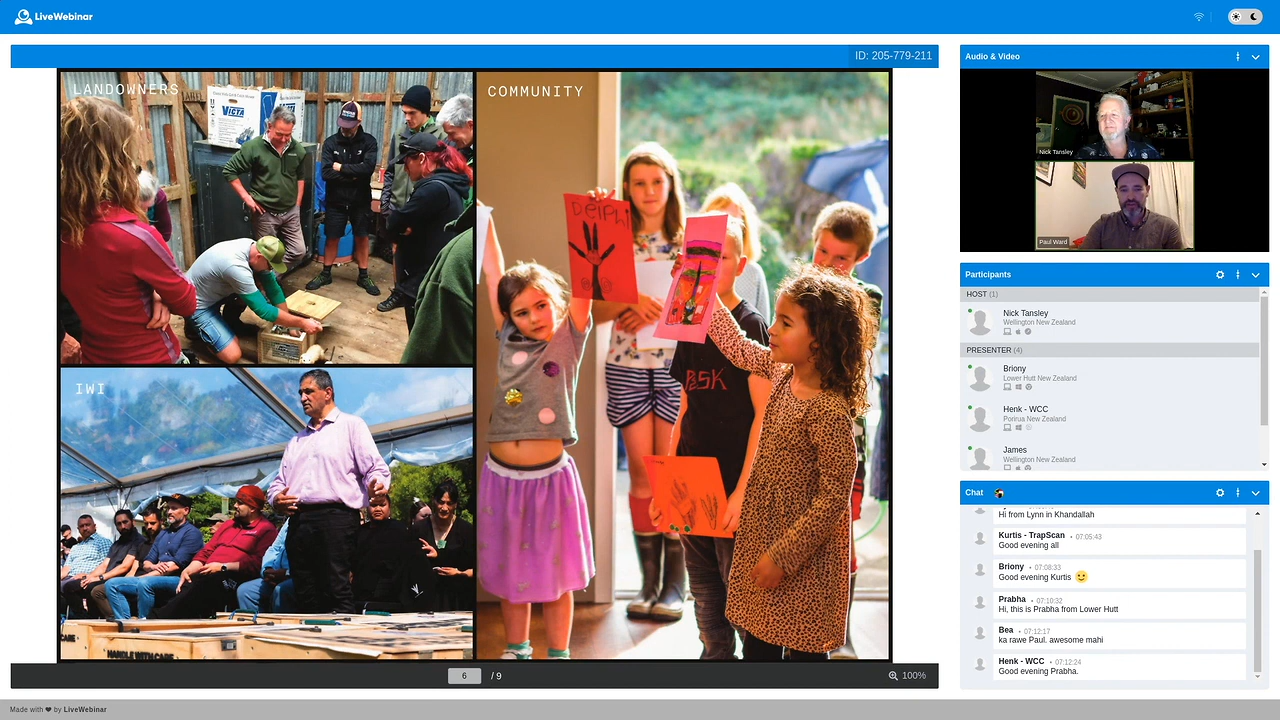 LiveWebinar
ID: 205-779-211
LANDOWNERS
VICTA
COMMUNITY
DELPHI
IWI
HANDLE WITH CARE
6 / 9
100%
Audio & Video
Nick Tansley
Paul Ward
Participants
HOST (1)
Nick Tansley
Wellington New Zealand
PRESENTER (4)
Briony
Lower Hutt New Zealand
Henk - WCC
Porirua New Zealand
James
Wellington New Zealand
Chat
Hi from Lynn in Khandallah
Kurtis - TrapScan • 07:05:43
Good evening all
Briony • 07:08:33
Good evening Kurtis
Prabha • 07:10:32
Hi, this is Prabha from Lower Hutt
Bea • 07:12:17
ka rawe Paul. awesome mahi
Henk - WCC • 07:12:24
Good evening Prabha.
Made with ❤ by LiveWebinar